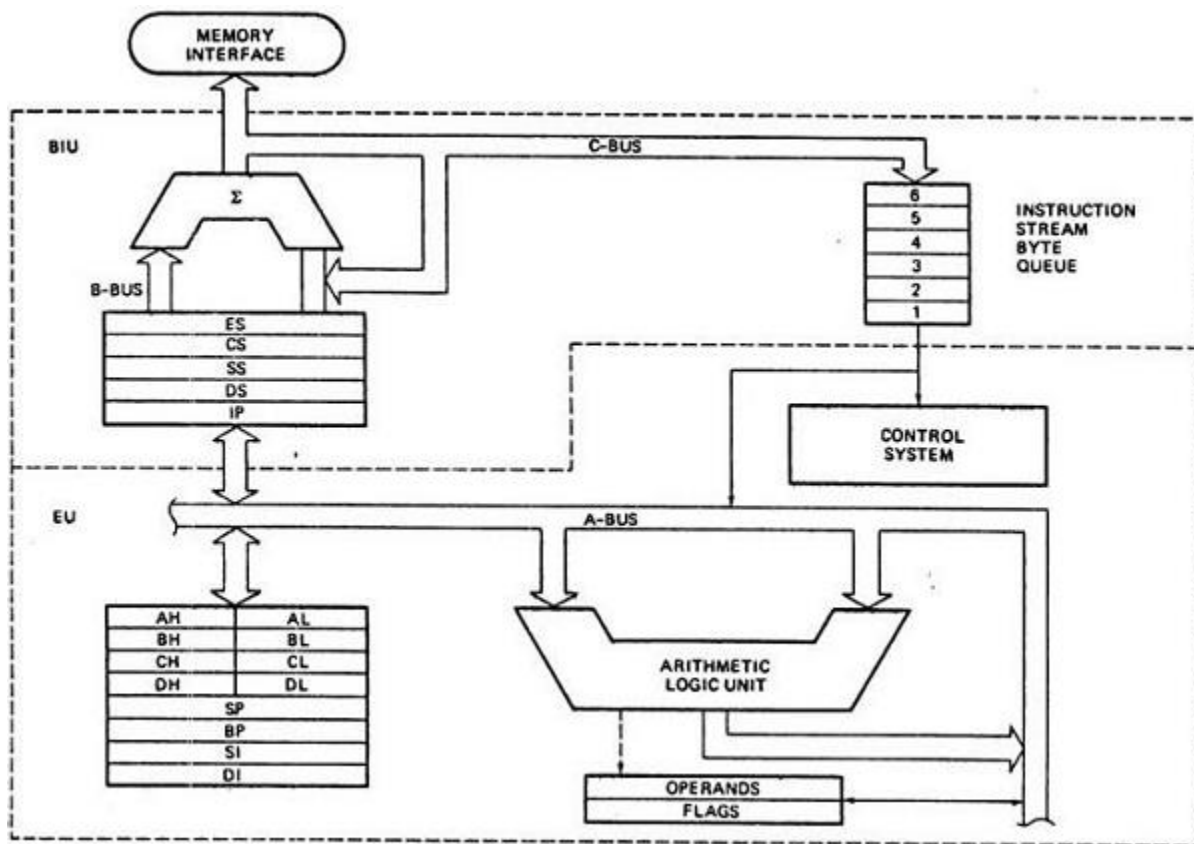 MEMORY
INTERFACE
BIU
C-BUS
Σ
6
5
4
3
2
1
INSTRUCTION
STREAM
BYTE
QUEUE
B-BUS
ES
CS
SS
DS
IP
CONTROL
SYSTEM
EU
A-BUS
AH AL
BH BL
CH CL
DH DL
SP
BP
SI
DI
ARITHMETIC
LOGIC UNIT
OPERANDS
FLAGS